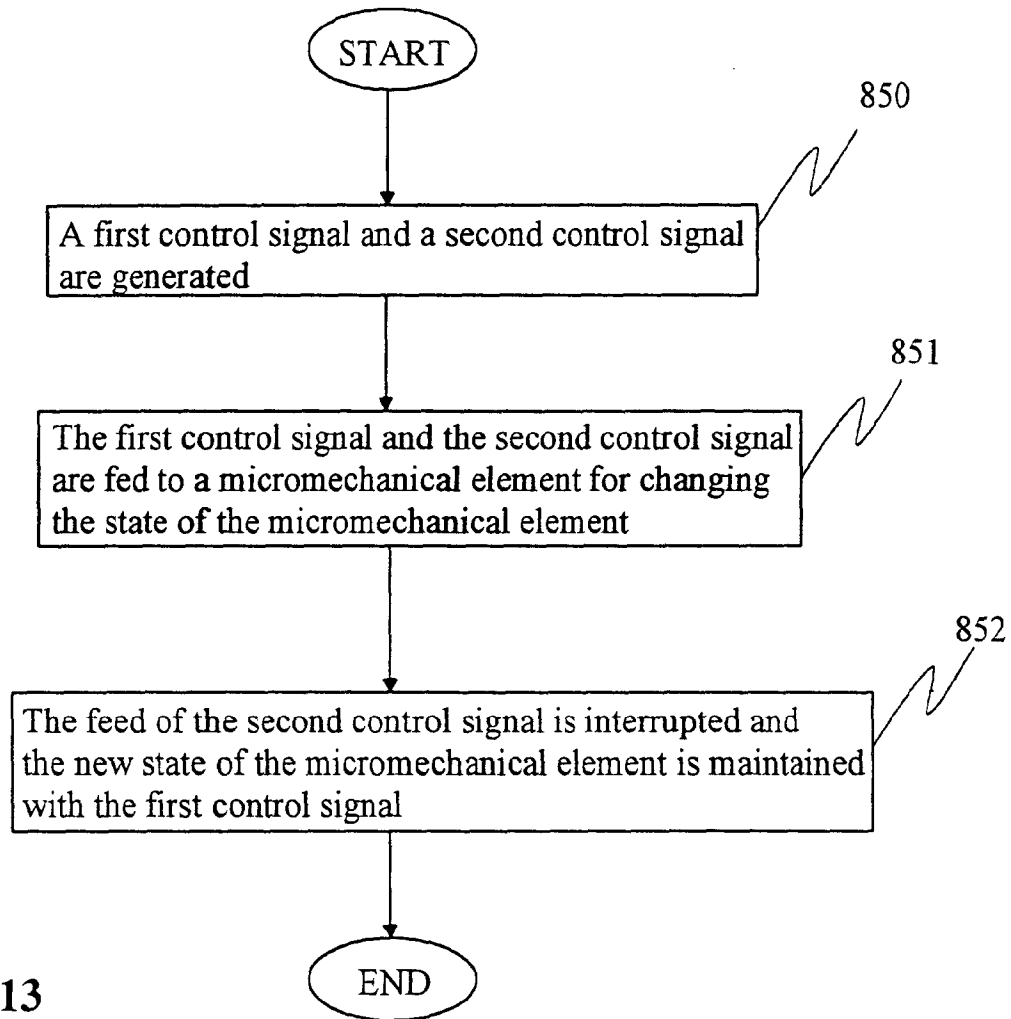 START
850
A first control signal and a second control signal
are generated
851
The first control signal and the second control signal
are fed to a micromechanical element for changing
the state of the micromechanical element
852
The feed of the second control signal is interrupted and
the new state of the micromechanical element is maintained
with the first control signal
END
13